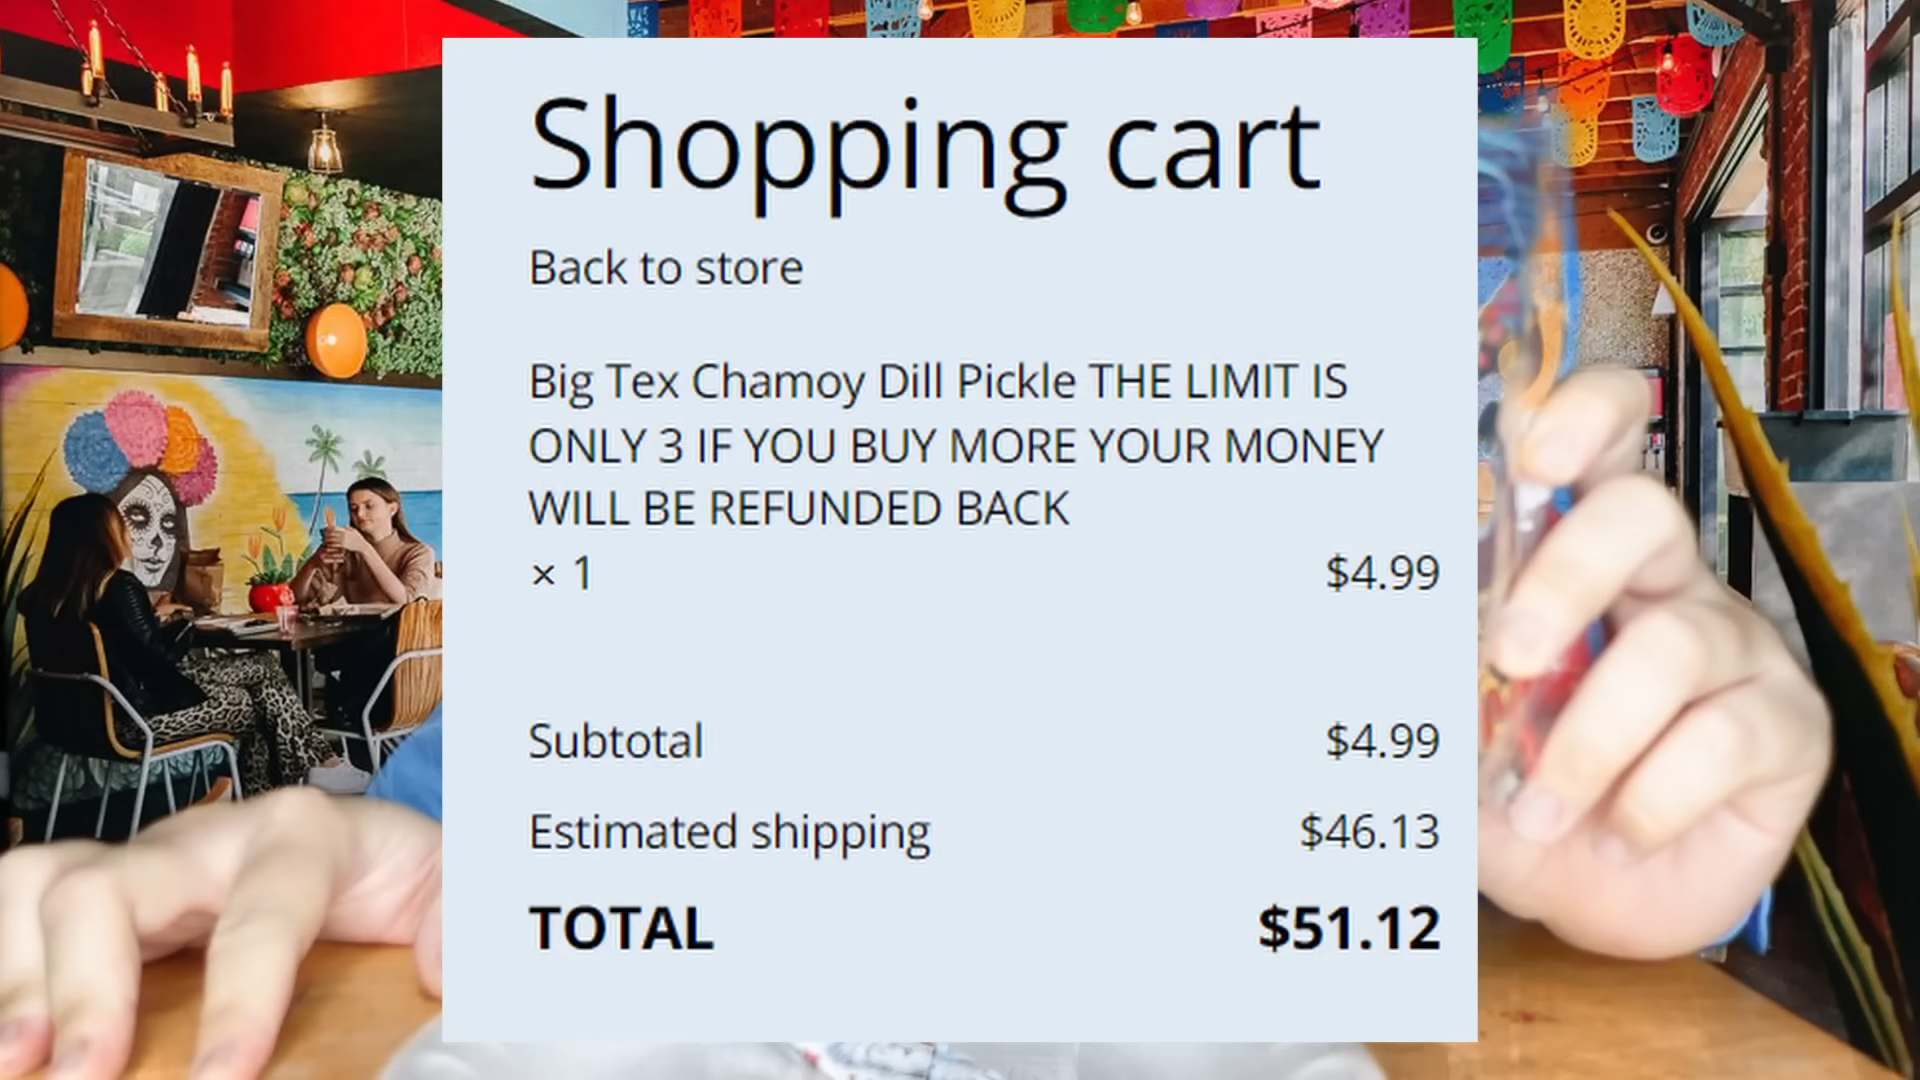 Shopping cart
Back to store
Big Tex Chamoy Dill Pickle THE LIMIT IS
ONLY 3 IF YOU BUY MORE YOUR MONEY
WILL BE REFUNDED BACK
× 1 $4.99
Subtotal $4.99
Estimated shipping $46.13
TOTAL $51.12